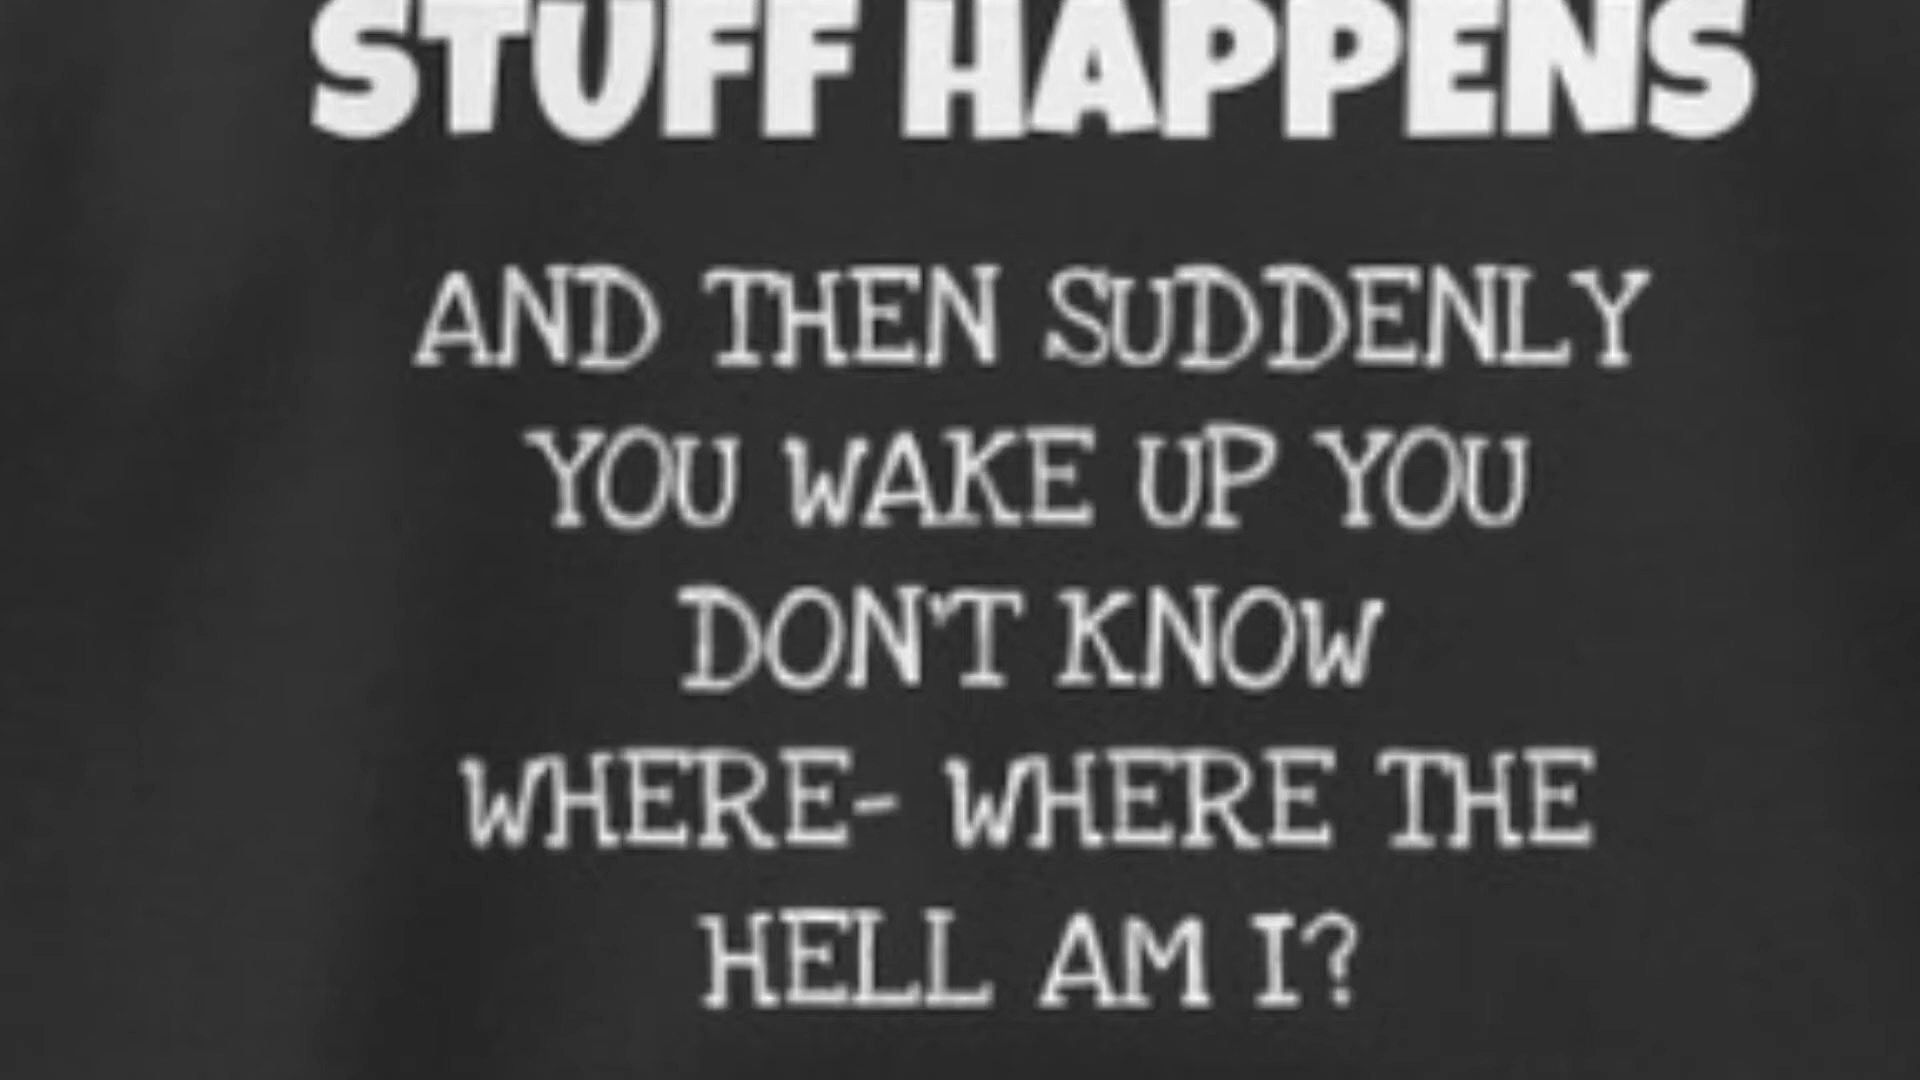 STUFF HAPPENS
AND THEN SUDDENLY
YOU WAKE UP YOU
DON'T KNOW
WHERE- WHERE THE
HELL AM I?